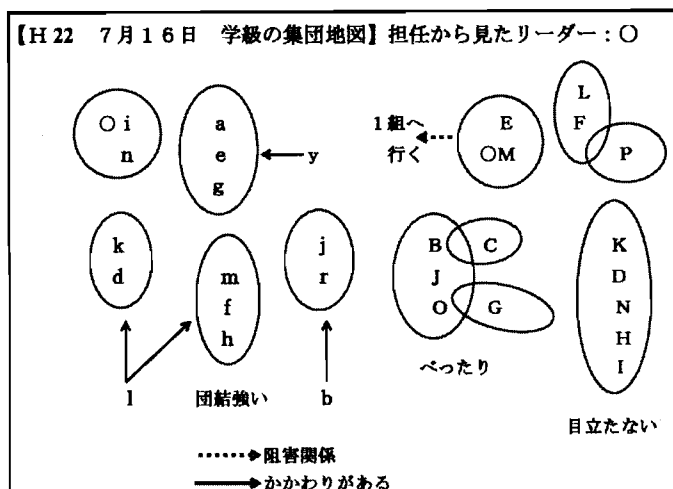 【H 22　7月16日　学級の集団地図】担任から見たリーダー：○
○ i
n
a
e
g
y
1組へ
行く
E
○M
L
F
P
k
d
m
f
h
j
r
B
J
O
C
G
K
D
N
H
I
l
団結強い
b
べったり
目立たない
阻害関係
かかわりがある